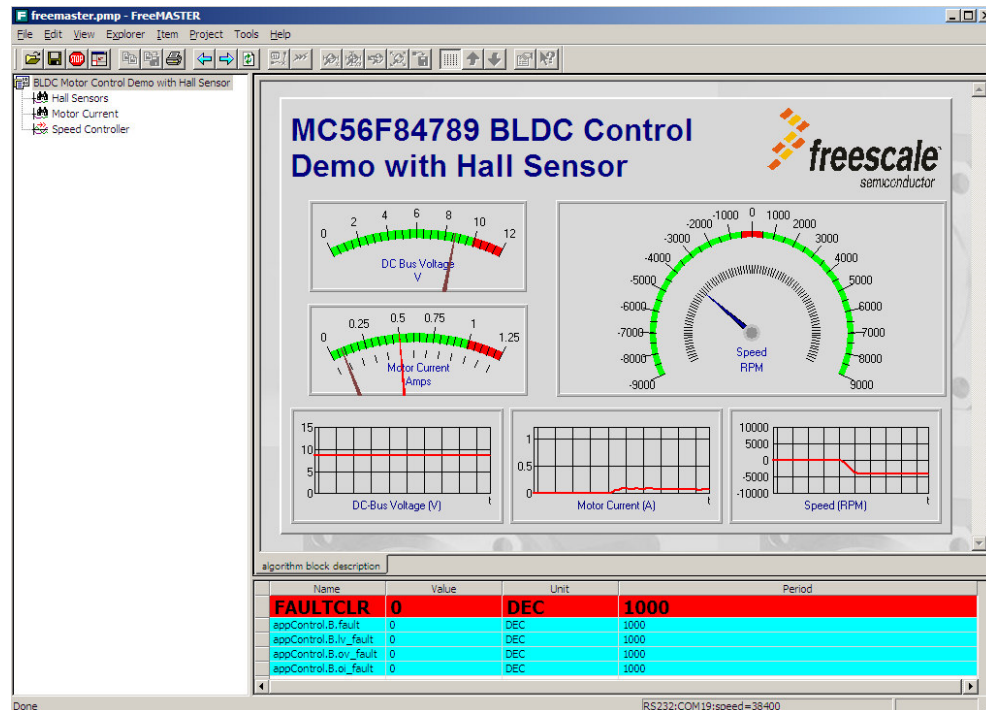 freemaster.pmp - FreeMASTER
File Edit View Explorer Item Project Tools Help
BLDC Motor Control Demo with Hall Sensor
Hall Sensors
Motor Current
Speed Controller
MC56F84789 BLDC Control
Demo with Hall Sensor
freescale
semiconductor
0 2 4 6 8 10 12
DC Bus Voltage
V
0 0.25 0.5 0.75 1 1.25
Motor Current
Amps
-9000 -8000 -7000 -6000 -5000 -4000 -3000 -2000 -1000 0 1000 2000 3000 4000 5000 6000 7000 8000 9000
Speed
RPM
15
10
5
0
t
DC-Bus Voltage (V)
1
0.5
0
t
Motor Current (A)
10000
5000
0
-5000
-10000
t
Speed (RPM)
algorithm block description
Name Value Unit Period
FAULTCLR 0 DEC 1000
appControl.B.fault 0 DEC 1000
appControl.B.lv_fault 0 DEC 1000
appControl.B.ov_fault 0 DEC 1000
appControl.B.oi_fault 0 DEC 1000
Done RS232;COM19;speed=38400